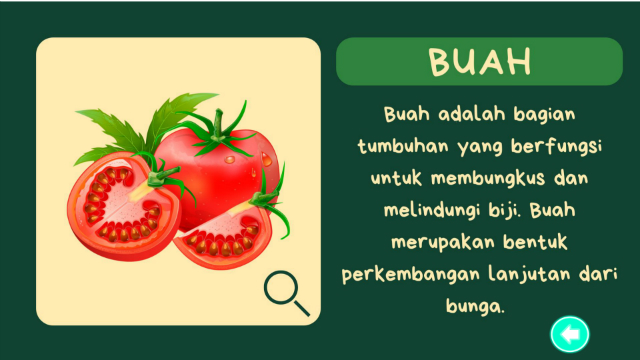 BUAH
Buah adalah bagian
tumbuhan yang berfungsi
untuk membungkus dan
melindungi biji. Buah
merupakan bentuk
perkembangan lanjutan dari
bunga.